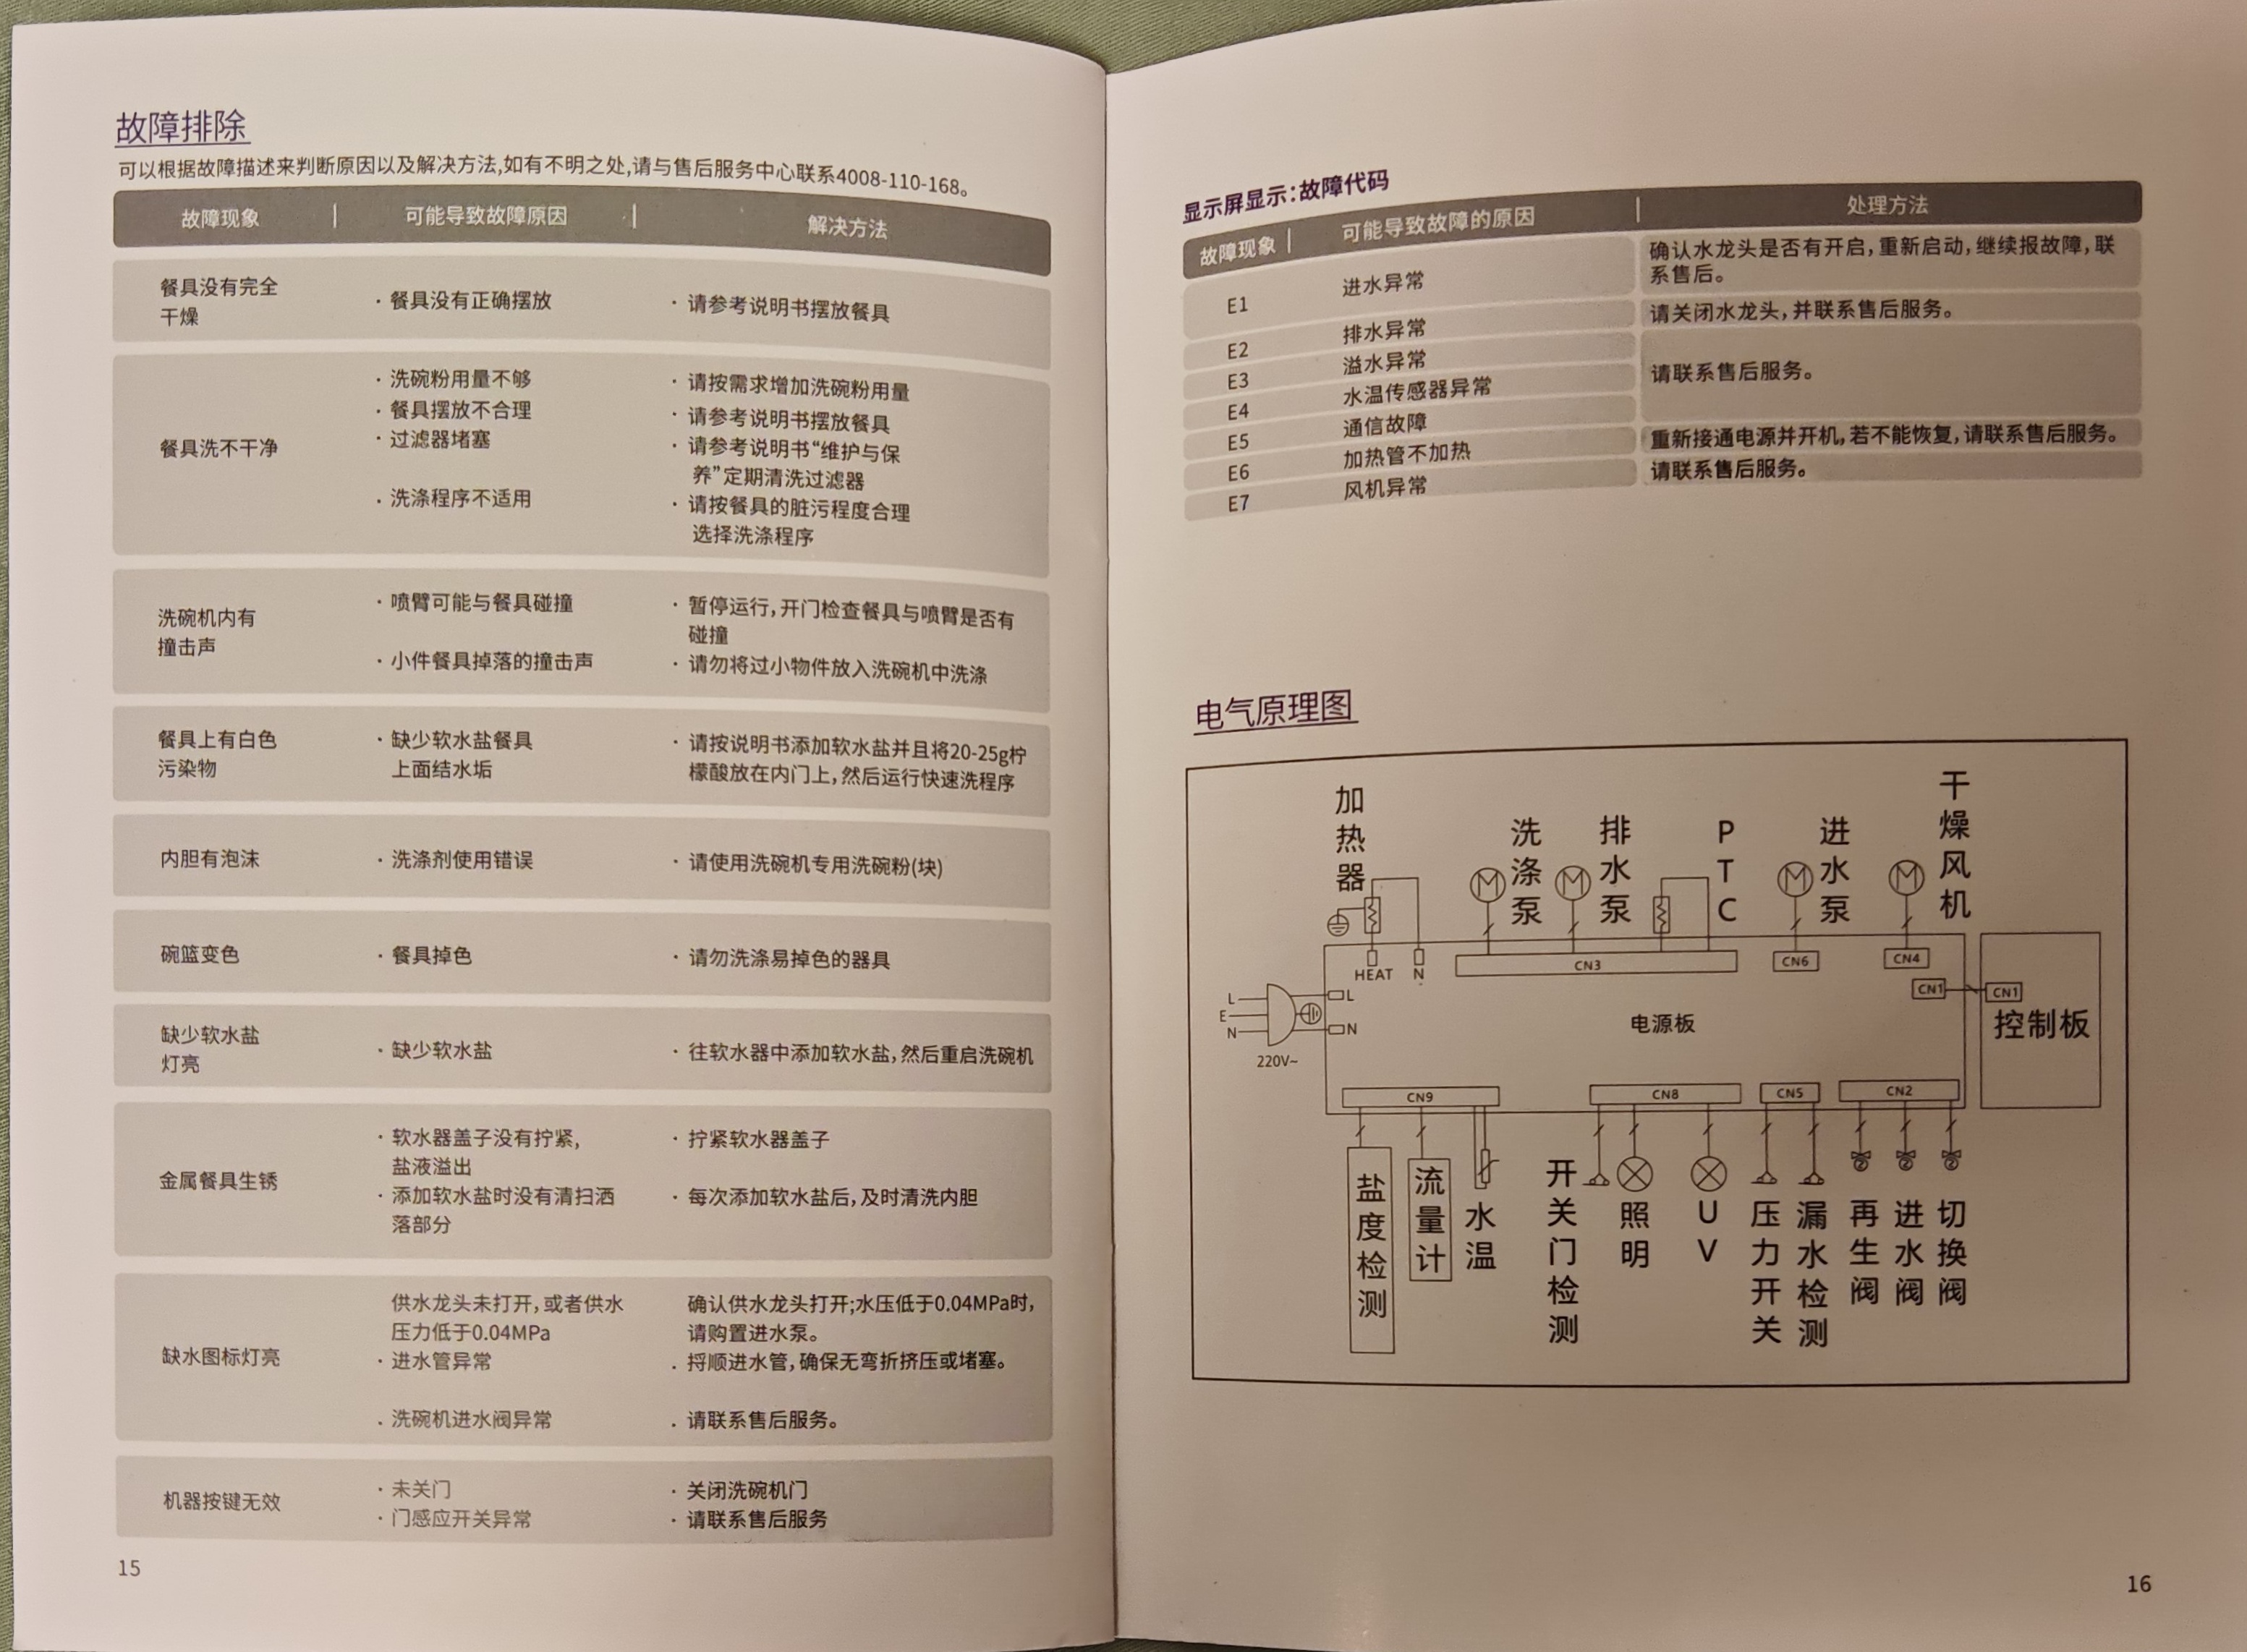 故障排除
可以根据故障描述来判断原因以及解决方法,如有不明之处,请与售后服务中心联系4008-110-168。
故障现象 | 可能导致故障原因 | 解决方法
餐具没有完全
干燥
· 餐具没有正确摆放
· 请参考说明书摆放餐具
餐具洗不干净
· 洗碗粉用量不够
· 餐具摆放不合理
· 过滤器堵塞
· 洗涤程序不适用
· 请按需求增加洗碗粉用量
· 请参考说明书摆放餐具
· 请参考说明书“维护与保
养”定期清洗过滤器
· 请按餐具的脏污程度合理
选择洗涤程序
洗碗机内有
撞击声
· 喷臂可能与餐具碰撞
· 小件餐具掉落的撞击声
· 暂停运行,开门检查餐具与喷臂是否有
碰撞
· 请勿将过小物件放入洗碗机中洗涤
餐具上有白色
污染物
· 缺少软水盐餐具
上面结水垢
· 请按说明书添加软水盐并且将20-25g柠
檬酸放在内门上,然后运行快速洗程序
内胆有泡沫
· 洗涤剂使用错误
· 请使用洗碗机专用洗碗粉(块)
碗篮变色
· 餐具掉色
· 请勿洗涤易掉色的器具
缺少软水盐
灯亮
· 缺少软水盐
· 往软水器中添加软水盐,然后重启洗碗机
金属餐具生锈
· 软水器盖子没有拧紧,
盐液溢出
· 添加软水盐时没有清扫洒
落部分
· 拧紧软水器盖子
· 每次添加软水盐后,及时清洗内胆
缺水图标灯亮
供水龙头未打开,或者供水
压力低于0.04MPa
· 进水管异常
. 洗碗机进水阀异常
确认供水龙头打开;水压低于0.04MPa时,
请购置进水泵。
. 捋顺进水管,确保无弯折挤压或堵塞。
. 请联系售后服务。
机器按键无效
· 未关门
· 门感应开关异常
· 关闭洗碗机门
· 请联系售后服务
15
显示屏显示:故障代码
故障现象 | 可能导致故障的原因 | 处理方法
E1 进水异常
确认水龙头是否有开启,重新启动,继续报故障,联
系售后。
E2 排水异常
请关闭水龙头,并联系售后服务。
E3 溢水异常
E4 水温传感器异常
E5 通信故障
请联系售后服务。
E6 加热管不加热
重新接通电源并开机,若不能恢复,请联系售后服务。
E7 风机异常
请联系售后服务。
电气原理图
加热器
洗涤泵
M
排水泵
M
PTC
进水泵
M
干燥风机
M
HEAT N
CN3
CN6
CN4
CN1
CN1
L
E
N
L
N
220V~
电源板
控制板
CN9
CN8
CN5
CN2
盐度检测
流量计
水温
开关门检测
照明
UV
压力开关
漏水检测
再生阀
进水阀
切换阀
16